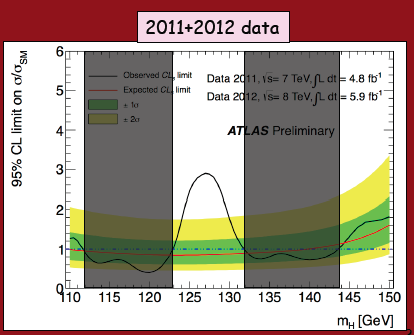 2011+2012 data
95% CL limit on σ/σSM
6
5
4
3
2
1
0
Observed CLs limit
Expected CLs limit
± 1σ
± 2σ
Data 2011, √s= 7 TeV,∫L dt = 4.8 fb-1
Data 2012, √s= 8 TeV,∫L dt = 5.9 fb-1
ATLAS Preliminary
110 115 120 125 130 135 140 145 150
mH [GeV]